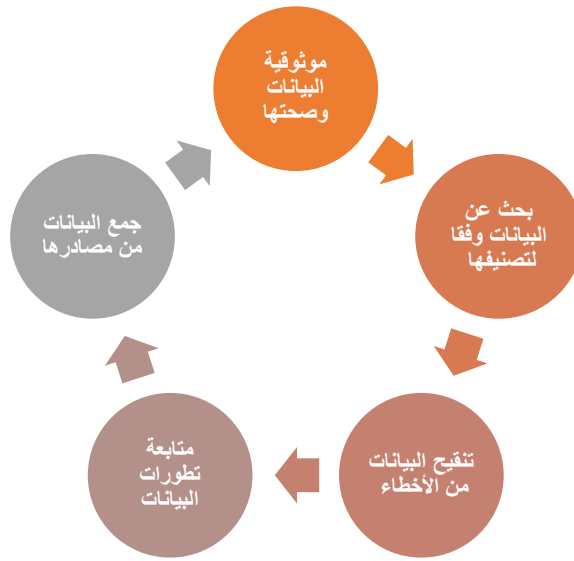 موثوقية
البيانات
وصحتها
بحث عن
البيانات وفقا
لتصنيفها
تنقيح البيانات
من الأخطاء
متابعة
تطورات
البيانات
جمع البيانات
من مصادرها